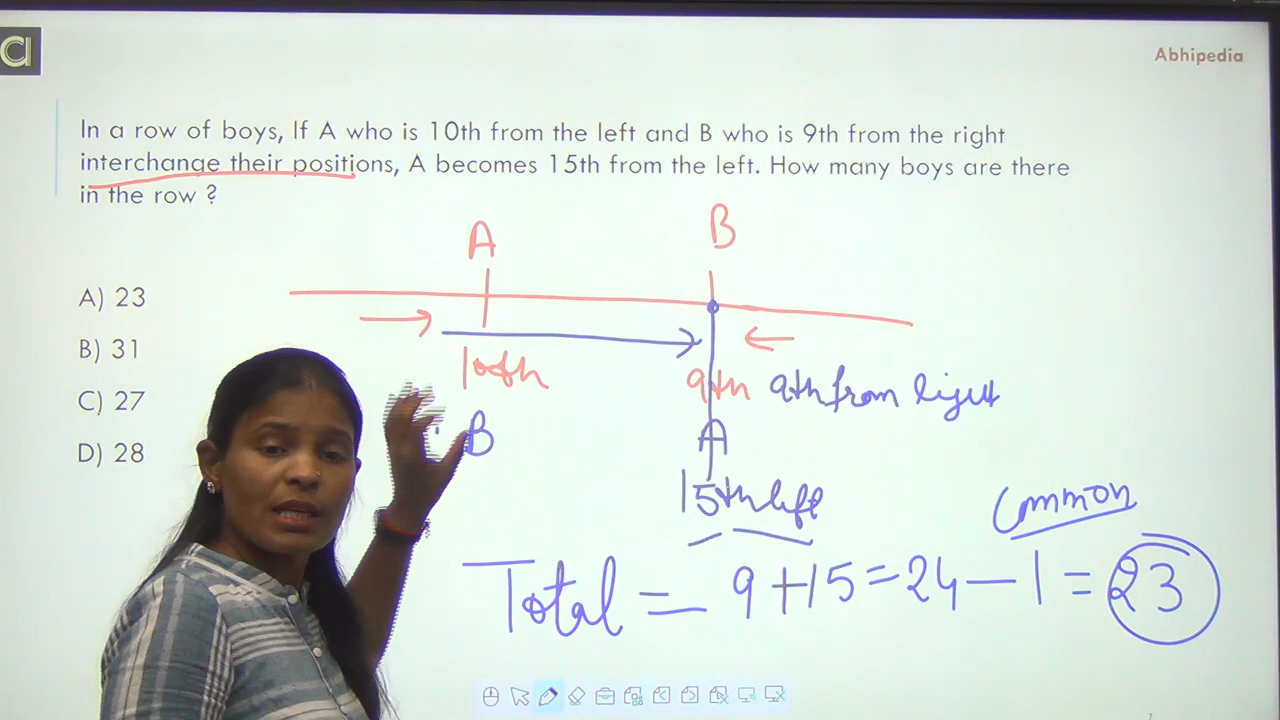 Abhipedia
In a row of boys, If A who is 10th from the left and B who is 9th from the right
interchange their positions, A becomes 15th from the left. How many boys are there
in the row ?
A) 23
B) 31
C) 27
D) 28
A B
10th 9th 9th from right
B A
15th left
Common
Total = 9 + 15 = 24 — 1 = 23